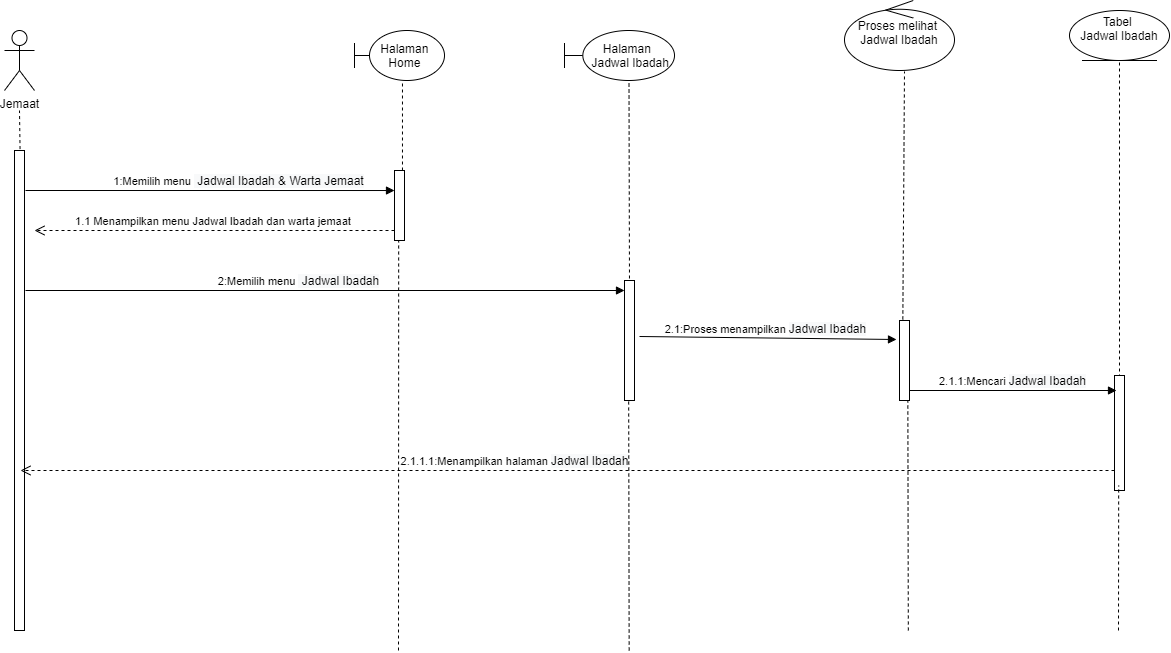 Jemaat
Halaman
Home
Halaman
Jadwal Ibadah
Proses melihat
Jadwal Ibadah
Tabel
Jadwal Ibadah
1:Memilih menu Jadwal Ibadah & Warta Jemaat
1.1 Menampilkan menu Jadwal Ibadah dan warta jemaat
2:Memilih menu Jadwal Ibadah
2.1:Proses menampilkan Jadwal Ibadah
2.1.1:Mencari Jadwal Ibadah
2.1.1.1:Menampilkan halaman Jadwal Ibadah